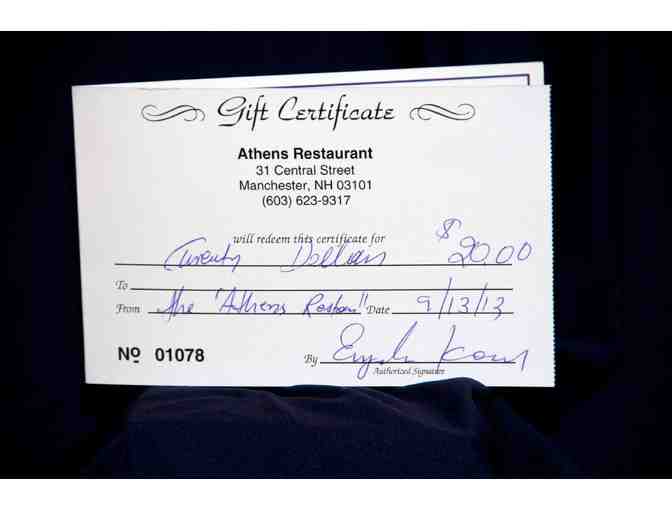 Gift Certificate
Athens Restaurant
31 Central Street
Manchester, NH 03101
(603) 623-9317
will redeem this certificate for
Twenty Dollars $20.00
To
From the "Athens Date 9/13/13
Nº 01078
By
Authorized Signature